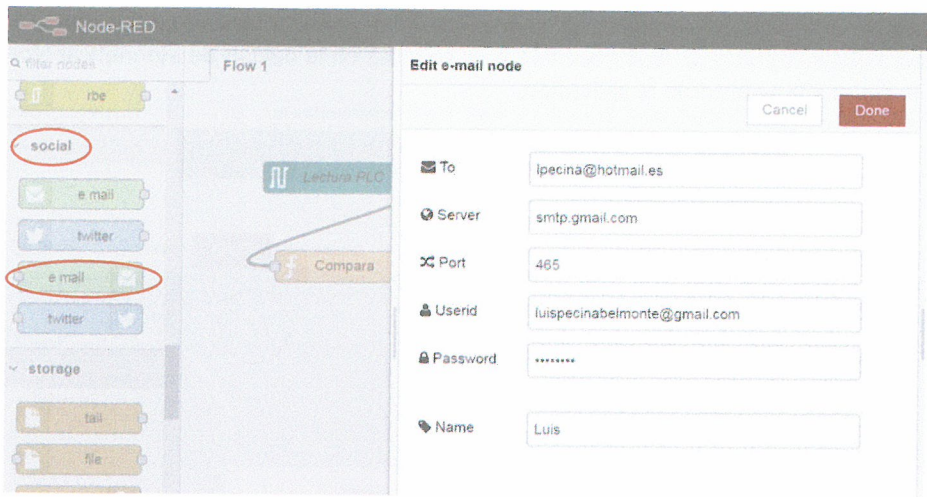 Node-RED
filter nodes
Flow 1
Edit e-mail node
rbe
Cancel
Done
social
e mail
twitter
e mail
twitter
storage
tail
file
Lectura PLC
f
Compara
To
lpecina@hotmail.es
Server
smtp.gmail.com
Port
465
Userid
luispecinabelmonte@gmail.com
Password
••••••••
Name
Luis